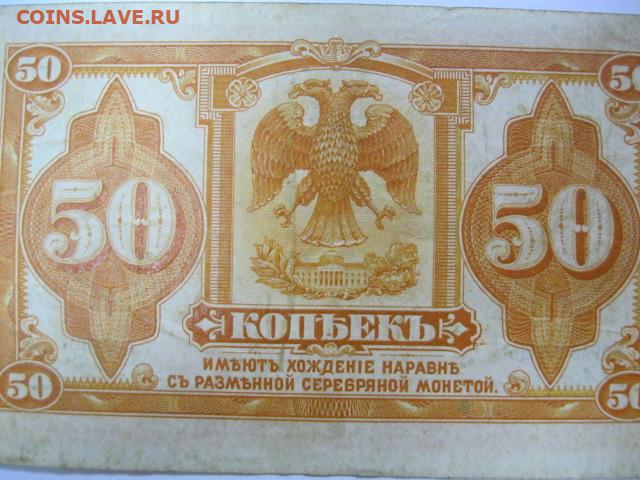 COINS.LAVE.RU
50 50
50 50
КОПѢЕКЪ
ИМѢЮТЪ ХОЖДЕНІЕ НАРАВНѢ
СЪ РАЗМѢННОЙ СЕРЕБРЯНОЙ МОНЕТОЙ.
50 50